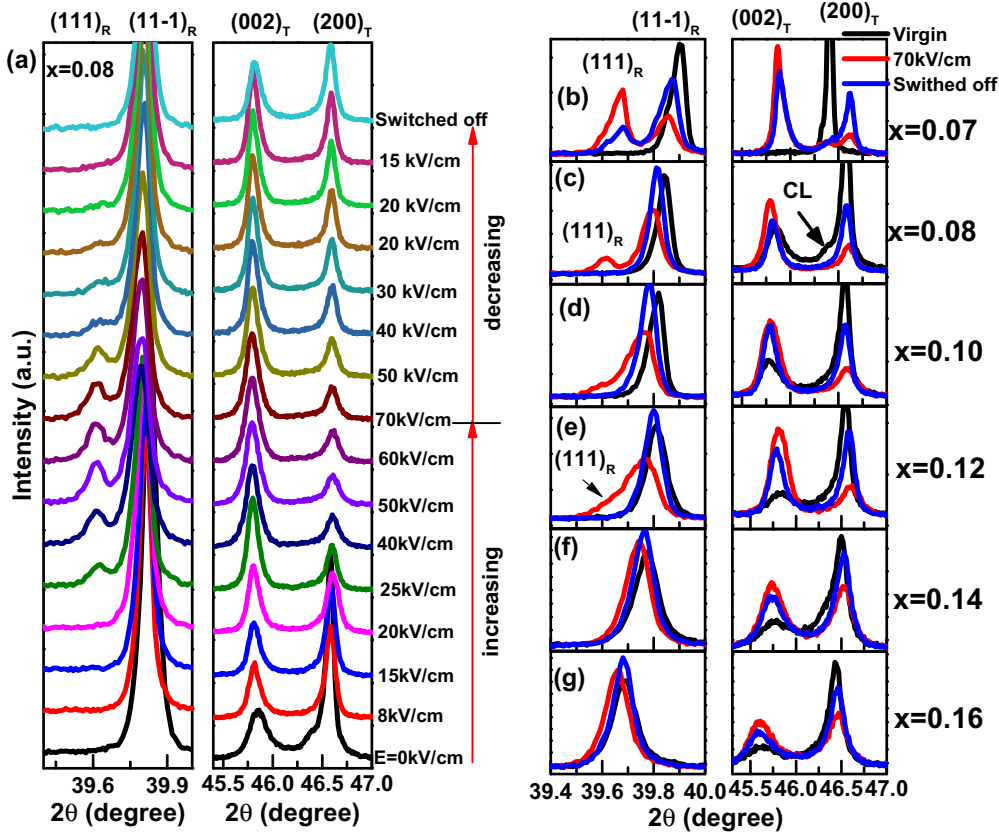 (111)R (11-1)R (002)T (200)T
(a)
x=0.08
Switched off
15 kV/cm
20 kV/cm
20 kV/cm
30 kV/cm
40 kV/cm
50 kV/cm
70kV/cm
60kV/cm
50kV/cm
40kV/cm
25kV/cm
20kV/cm
15kV/cm
8kV/cm
E=0kV/cm
decreasing
increasing
Intensity (a.u.)
39.6 39.9 45.5 46.0 46.5 47.0
2θ (degree) 2θ (degree)
(11-1)R (002)T (200)T
Virgin
70kV/cm
Swithed off
(b) (111)R x=0.07
(c) (111)R CL x=0.08
(d) x=0.10
(e) (111)R x=0.12
(f) x=0.14
(g) x=0.16
39.4 39.6 39.8 40.0 45.5 46.0 46.5 47.0
2θ (degree)